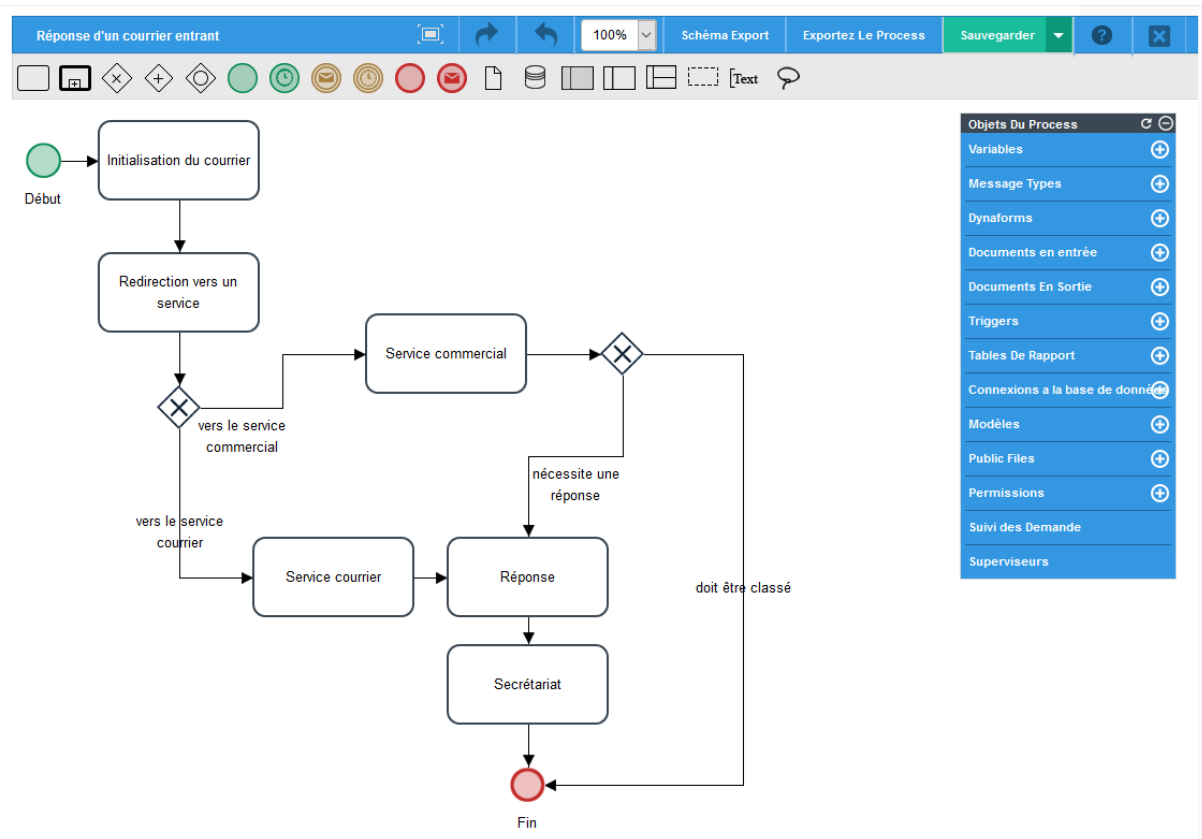 Réponse d'un courrier entrant
100%
Schéma Export
Exportez Le Process
Sauvegarder
?
Text
Objets Du Process
Variables
Message Types
Dynaforms
Documents en entrée
Documents En Sortie
Triggers
Tables De Rapport
Connexions a la base de données
Modèles
Public Files
Permissions
Suivi des Demande
Superviseurs
Début
Initialisation du courrier
Redirection vers un
service
Service commercial
vers le service
commercial
nécessite une
réponse
vers le service
courrier
Service courrier
Réponse
doit être classé
Secrétariat
Fin